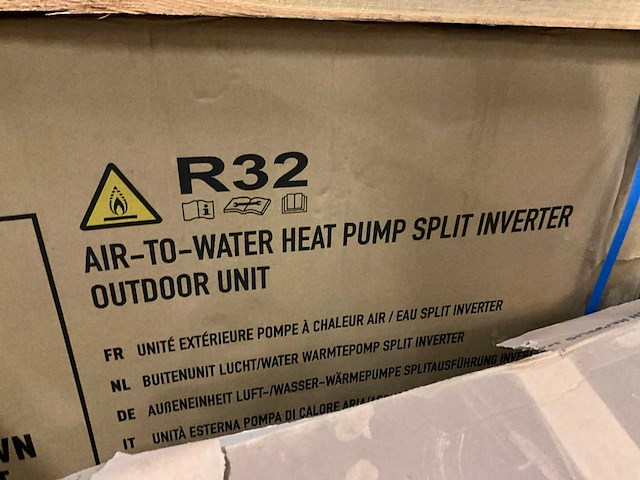 R32
AIR-TO-WATER HEAT PUMP SPLIT INVERTER
OUTDOOR UNIT
FR UNITÉ EXTÉRIEURE POMPE À CHALEUR AIR / EAU SPLIT INVERTER
NL BUITENUNIT LUCHT/WATER WARMTEPOMP SPLIT INVERTER
DE AUßENEINHEIT LUFT-/WASSER-WÄRMEPUMPE SPLITAUSFÜHRUNG
IT UNITÀ ESTERNA POMPA DI CALORE